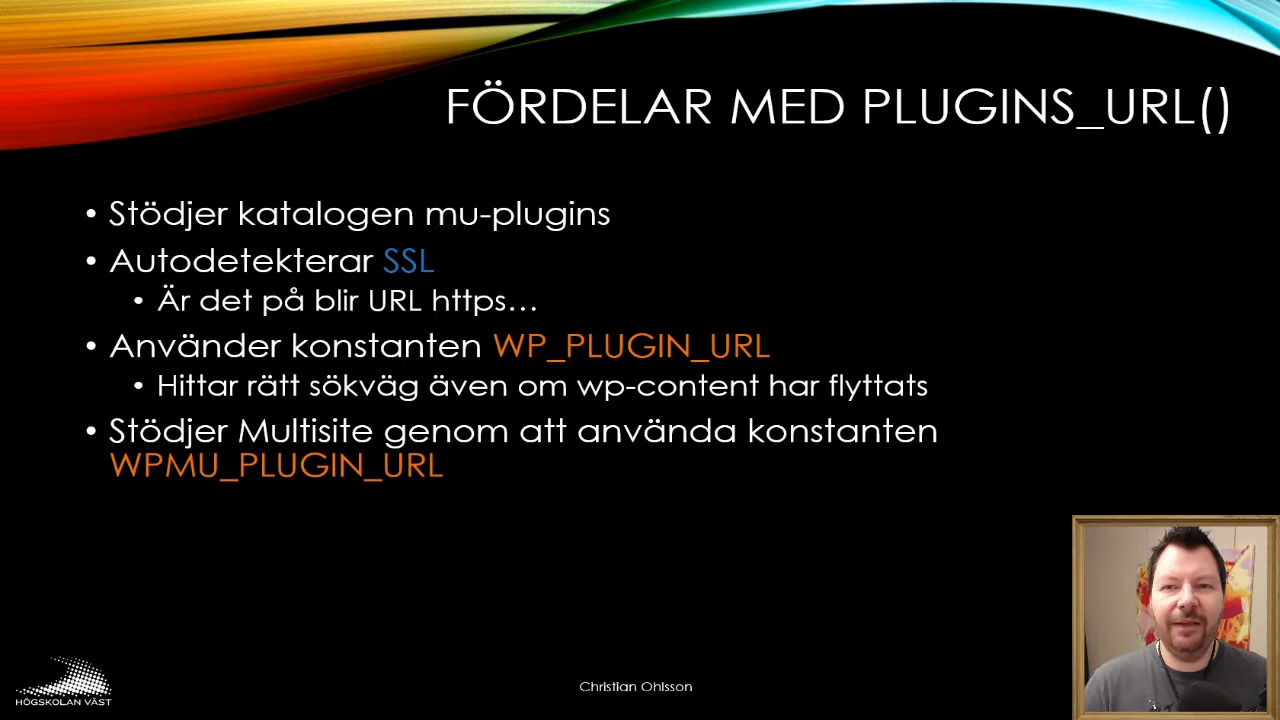 FÖRDELAR MED PLUGINS_URL()
• Stödjer katalogen mu-plugins
• Autodetekterar SSL
• Är det på blir URL https…
• Använder konstanten WP_PLUGIN_URL
• Hittar rätt sökväg även om wp-content har flyttats
• Stödjer Multisite genom att använda konstanten
WPMU_PLUGIN_URL
HÖGSKOLAN VÄST
Christian Ohlsson